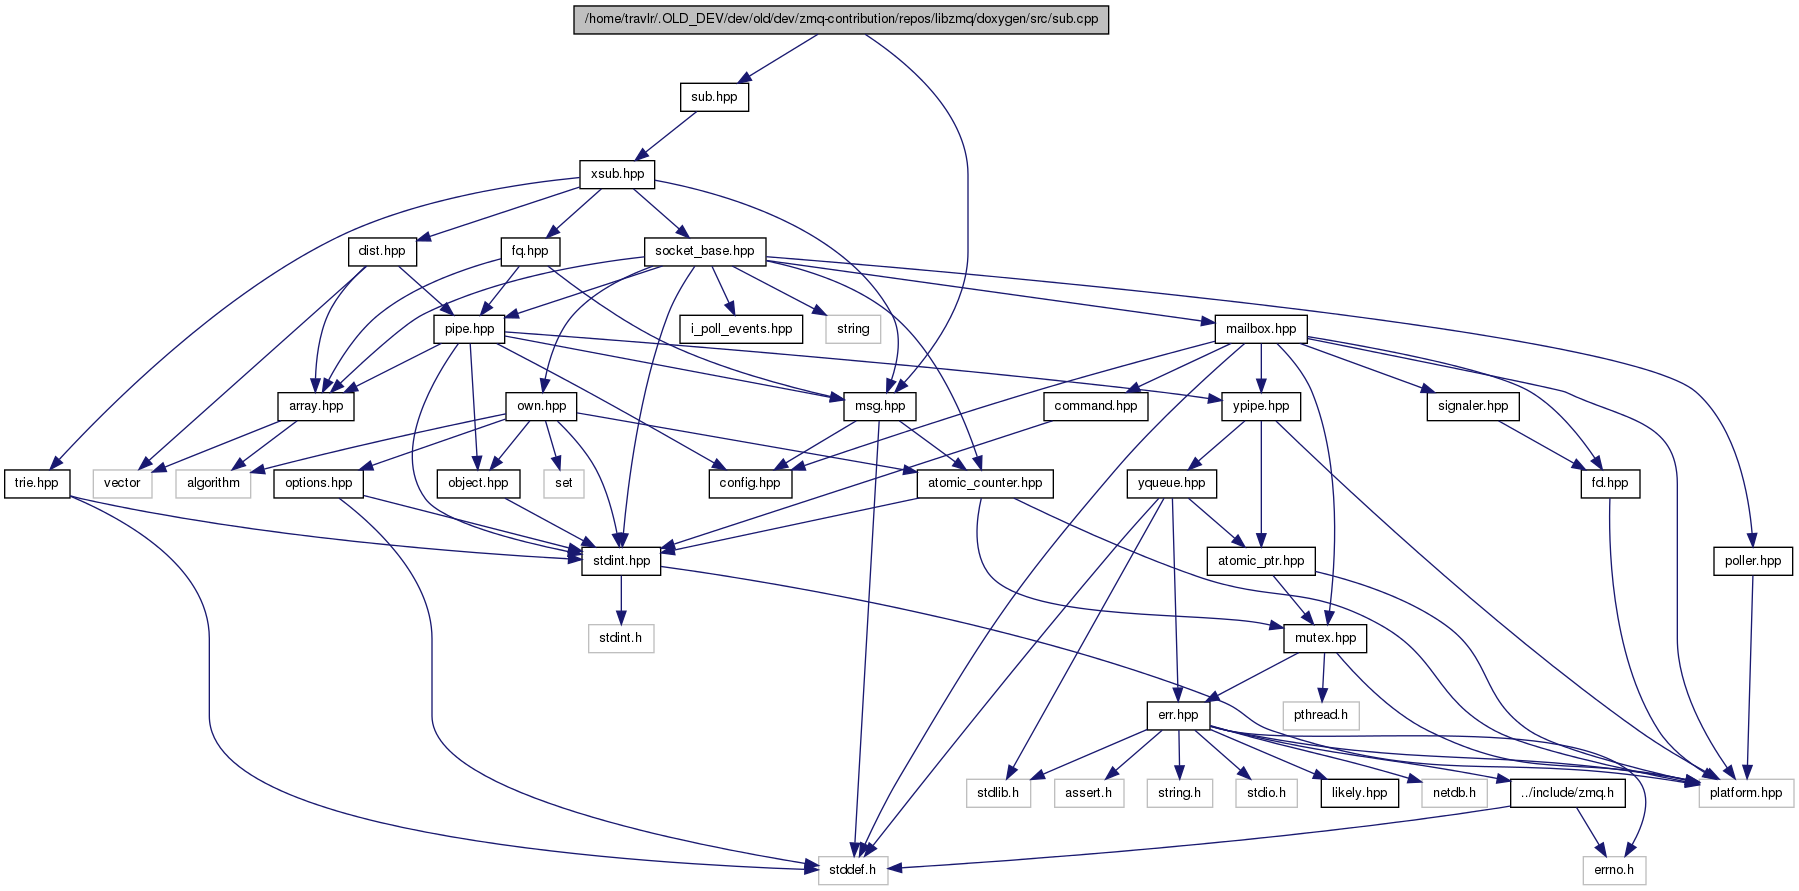 /home/travlr/.OLD_DEV/dev/old/dev/zmq-contribution/repos/libzmq/doxygen/src/sub.cpp
sub.hpp
xsub.hpp
dist.hpp
fq.hpp
socket_base.hpp
pipe.hpp
i_poll_events.hpp
string
mailbox.hpp
array.hpp
own.hpp
msg.hpp
command.hpp
ypipe.hpp
signaler.hpp
trie.hpp
vector
algorithm
options.hpp
object.hpp
set
config.hpp
atomic_counter.hpp
yqueue.hpp
fd.hpp
stdint.hpp
atomic_ptr.hpp
poller.hpp
stdint.h
mutex.hpp
err.hpp
pthread.h
stdlib.h
assert.h
string.h
stdio.h
likely.hpp
netdb.h
../include/zmq.h
platform.hpp
stddef.h
errno.h